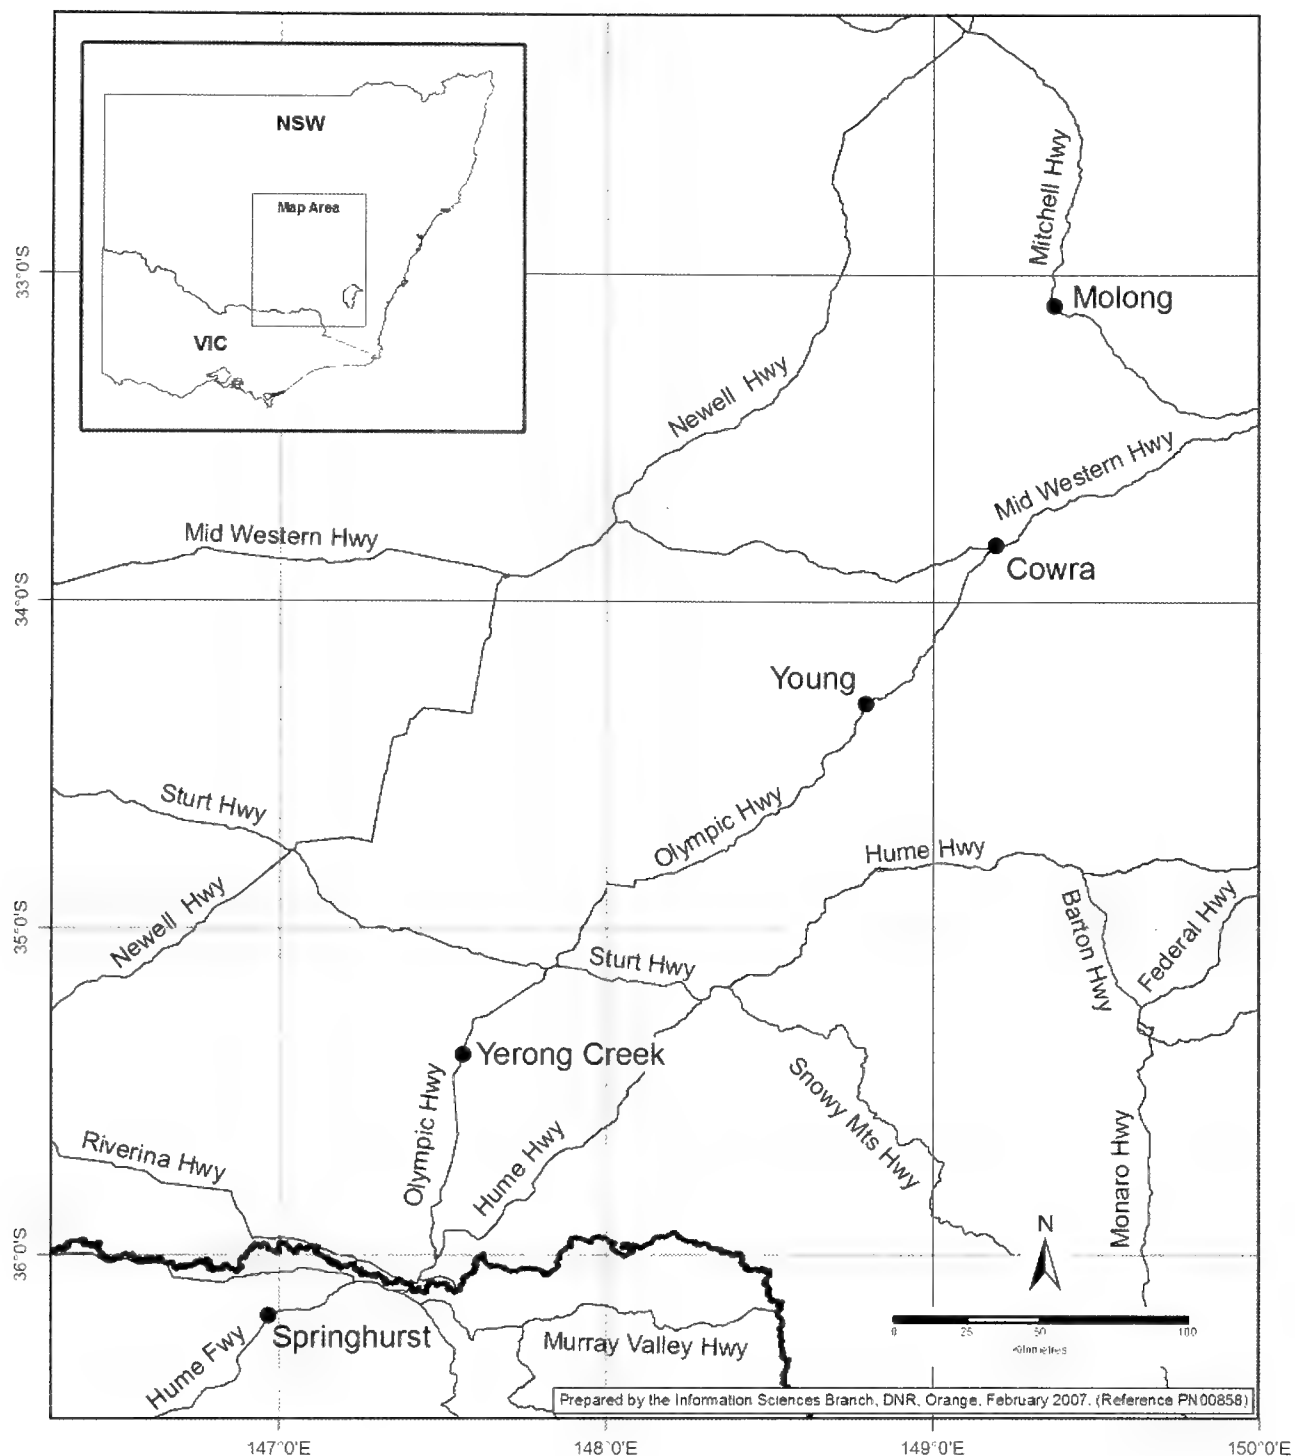 NSW
Map Area
VIC
33°0'S
Mitchell Hwy
Molong
Newell Hwy
Mid Western Hwy
Mid Western Hwy
Cowra
34°0'S
Young
Sturt Hwy
Olympic Hwy
Hume Hwy
Newell Hwy
Barton Hwy
Federal Hwy
35°0'S
Sturt Hwy
Yerong Creek
Snowy Mts Hwy
Olympic Hwy
Hume Hwy
Riverina Hwy
Monaro Hwy
N
36°0'S
0 25 50 100
Kilometres
Springhurst
Murray Valley Hwy
Hume Fwy
Prepared by the Information Sciences Branch, DNR, Orange, February 2007. (Reference PN00858)
147°0'E 148°0'E 149°0'E 150°0'E